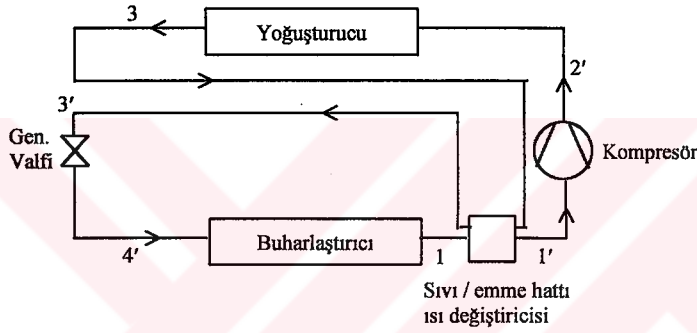 3
Yoğuşturucu
2'
3'
Gen.
Valfi
Kompresör
4'
Buharlaştırıcı
1
1'
Sıvı / emme hattı
ısı değiştiricisi